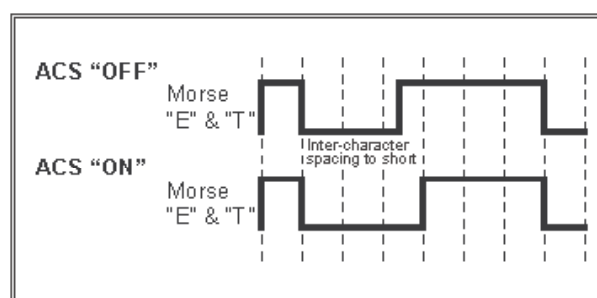 ACS “OFF”
Morse
"E" & "T"
Inter-character
spacing to short
ACS “ON”
Morse
"E" & "T"